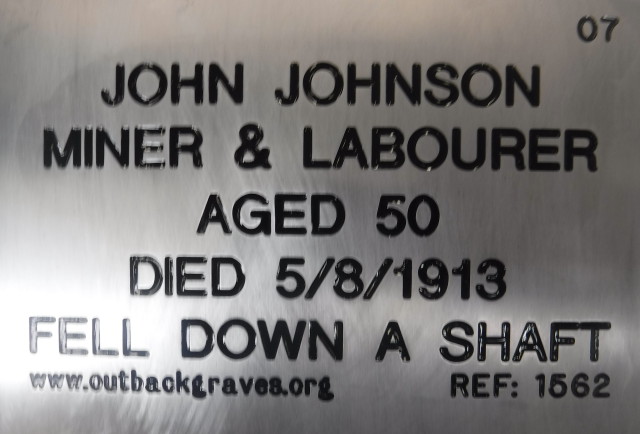 07
JOHN JOHNSON
MINER & LABOURER
AGED 50
DIED 5/8/1913
FELL DOWN A SHAFT
www.outbackgraves.org REF: 1562